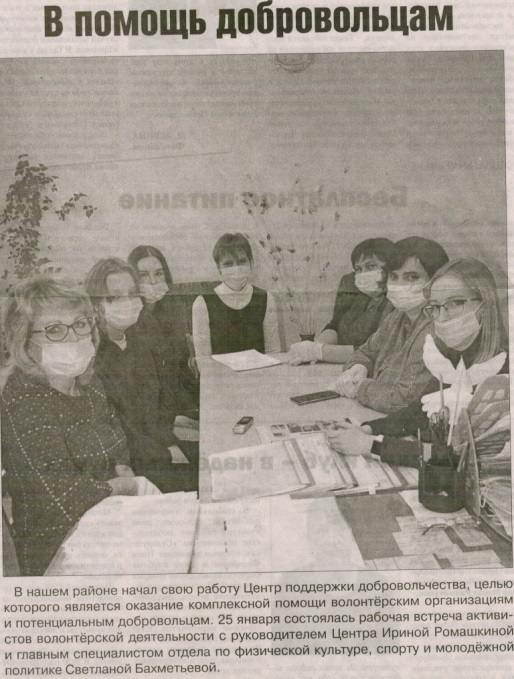 В помощь добровольцам
Бесплатное питание
В нашем районе начал свою работу Центр поддержки добровольчества, целью
которого является оказание комплексной помощи волонтёрским организациям
и потенциальным добровольцам. 25 января состоялась рабочая встреча активи-
стов волонтёрской деятельности с руководителем Центра Ириной Ромашкиной
и главным специалистом отдела по физической культуре, спорту и молодёжной
политике Светланой Бахметьевой.